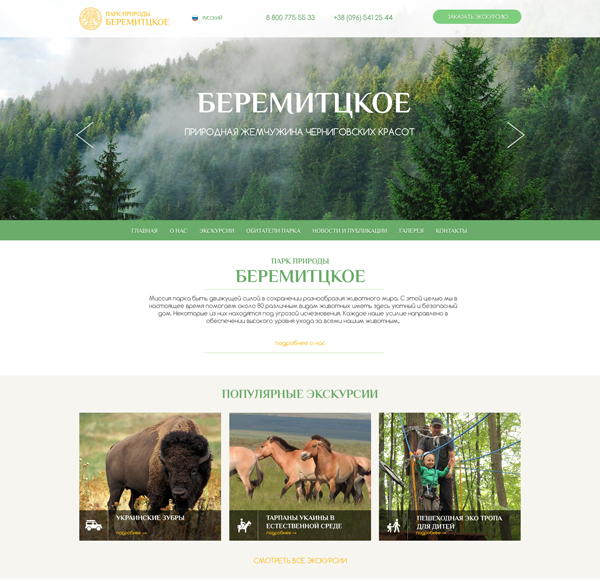 ПАРК ПРИРОДЫ
БЕРЕМИТЦКОЕ
РУССКИЙ
8 800 775 55 33
+38 (096) 541 25 44
ЗАКАЗАТЬ ЭКСКУРСИЮ
БЕРЕМИТЦКОЕ
ПРИРОДНАЯ ЖЕМЧУЖИНА ЧЕРНИГОВСКИХ КРАСОТ
ГЛАВНАЯ О НАС ЭКСКУРСИИ ОБИТАТЕЛИ ПАРКА НОВОСТИ И ПУБЛИКАЦИИ ГАЛЕРЕЯ КОНТАКТЫ
ПАРК ПРИРОДЫ
БЕРЕМИТЦКОЕ
Миссия парка быть движущей силой в сохранении разнообразия животного мира. С этой целью мы в
настоящее время помогаем около 80 различным видам животных иметь здесь уютный и безопасный
дом. Некоторые из них находятся под угрозой исчезновения. Каждое наше усилие направлено в
обеспечении высокого уровня ухода за всеми нашим животным..
подробнее о нас
ПОПУЛЯРНЫЕ ЭКСКУРСИИ
УКРАИНСКИЕ ЗУБРЫ
подробнее →
ТАРПАНЫ УКАИНЫ В
ЕСТЕСТВЕННОЙ СРЕДЕ
подробнее →
ПЕШЕХОДНАЯ ЭКО ТРОПА
ДЛЯ ДИТЕЙ
подробнее →
СМОТРЕТЬ ВСЕ ЭКСКУРСИИ